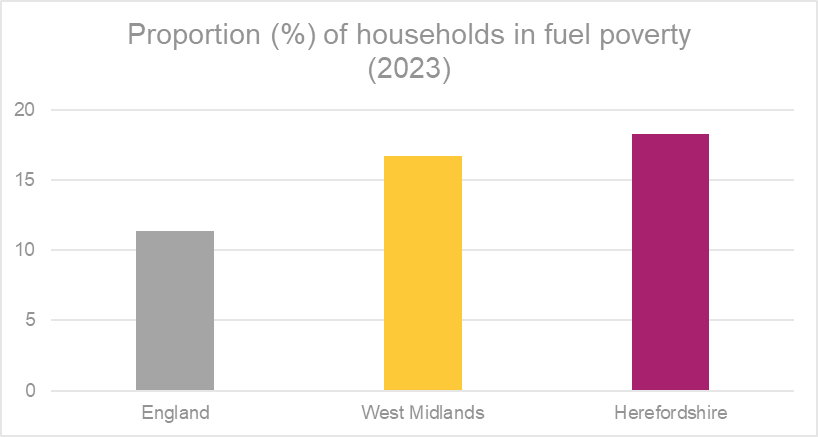 Proportion (%) of households in fuel poverty
(2023)
20
15
10
5
0
England
West Midlands
Herefordshire